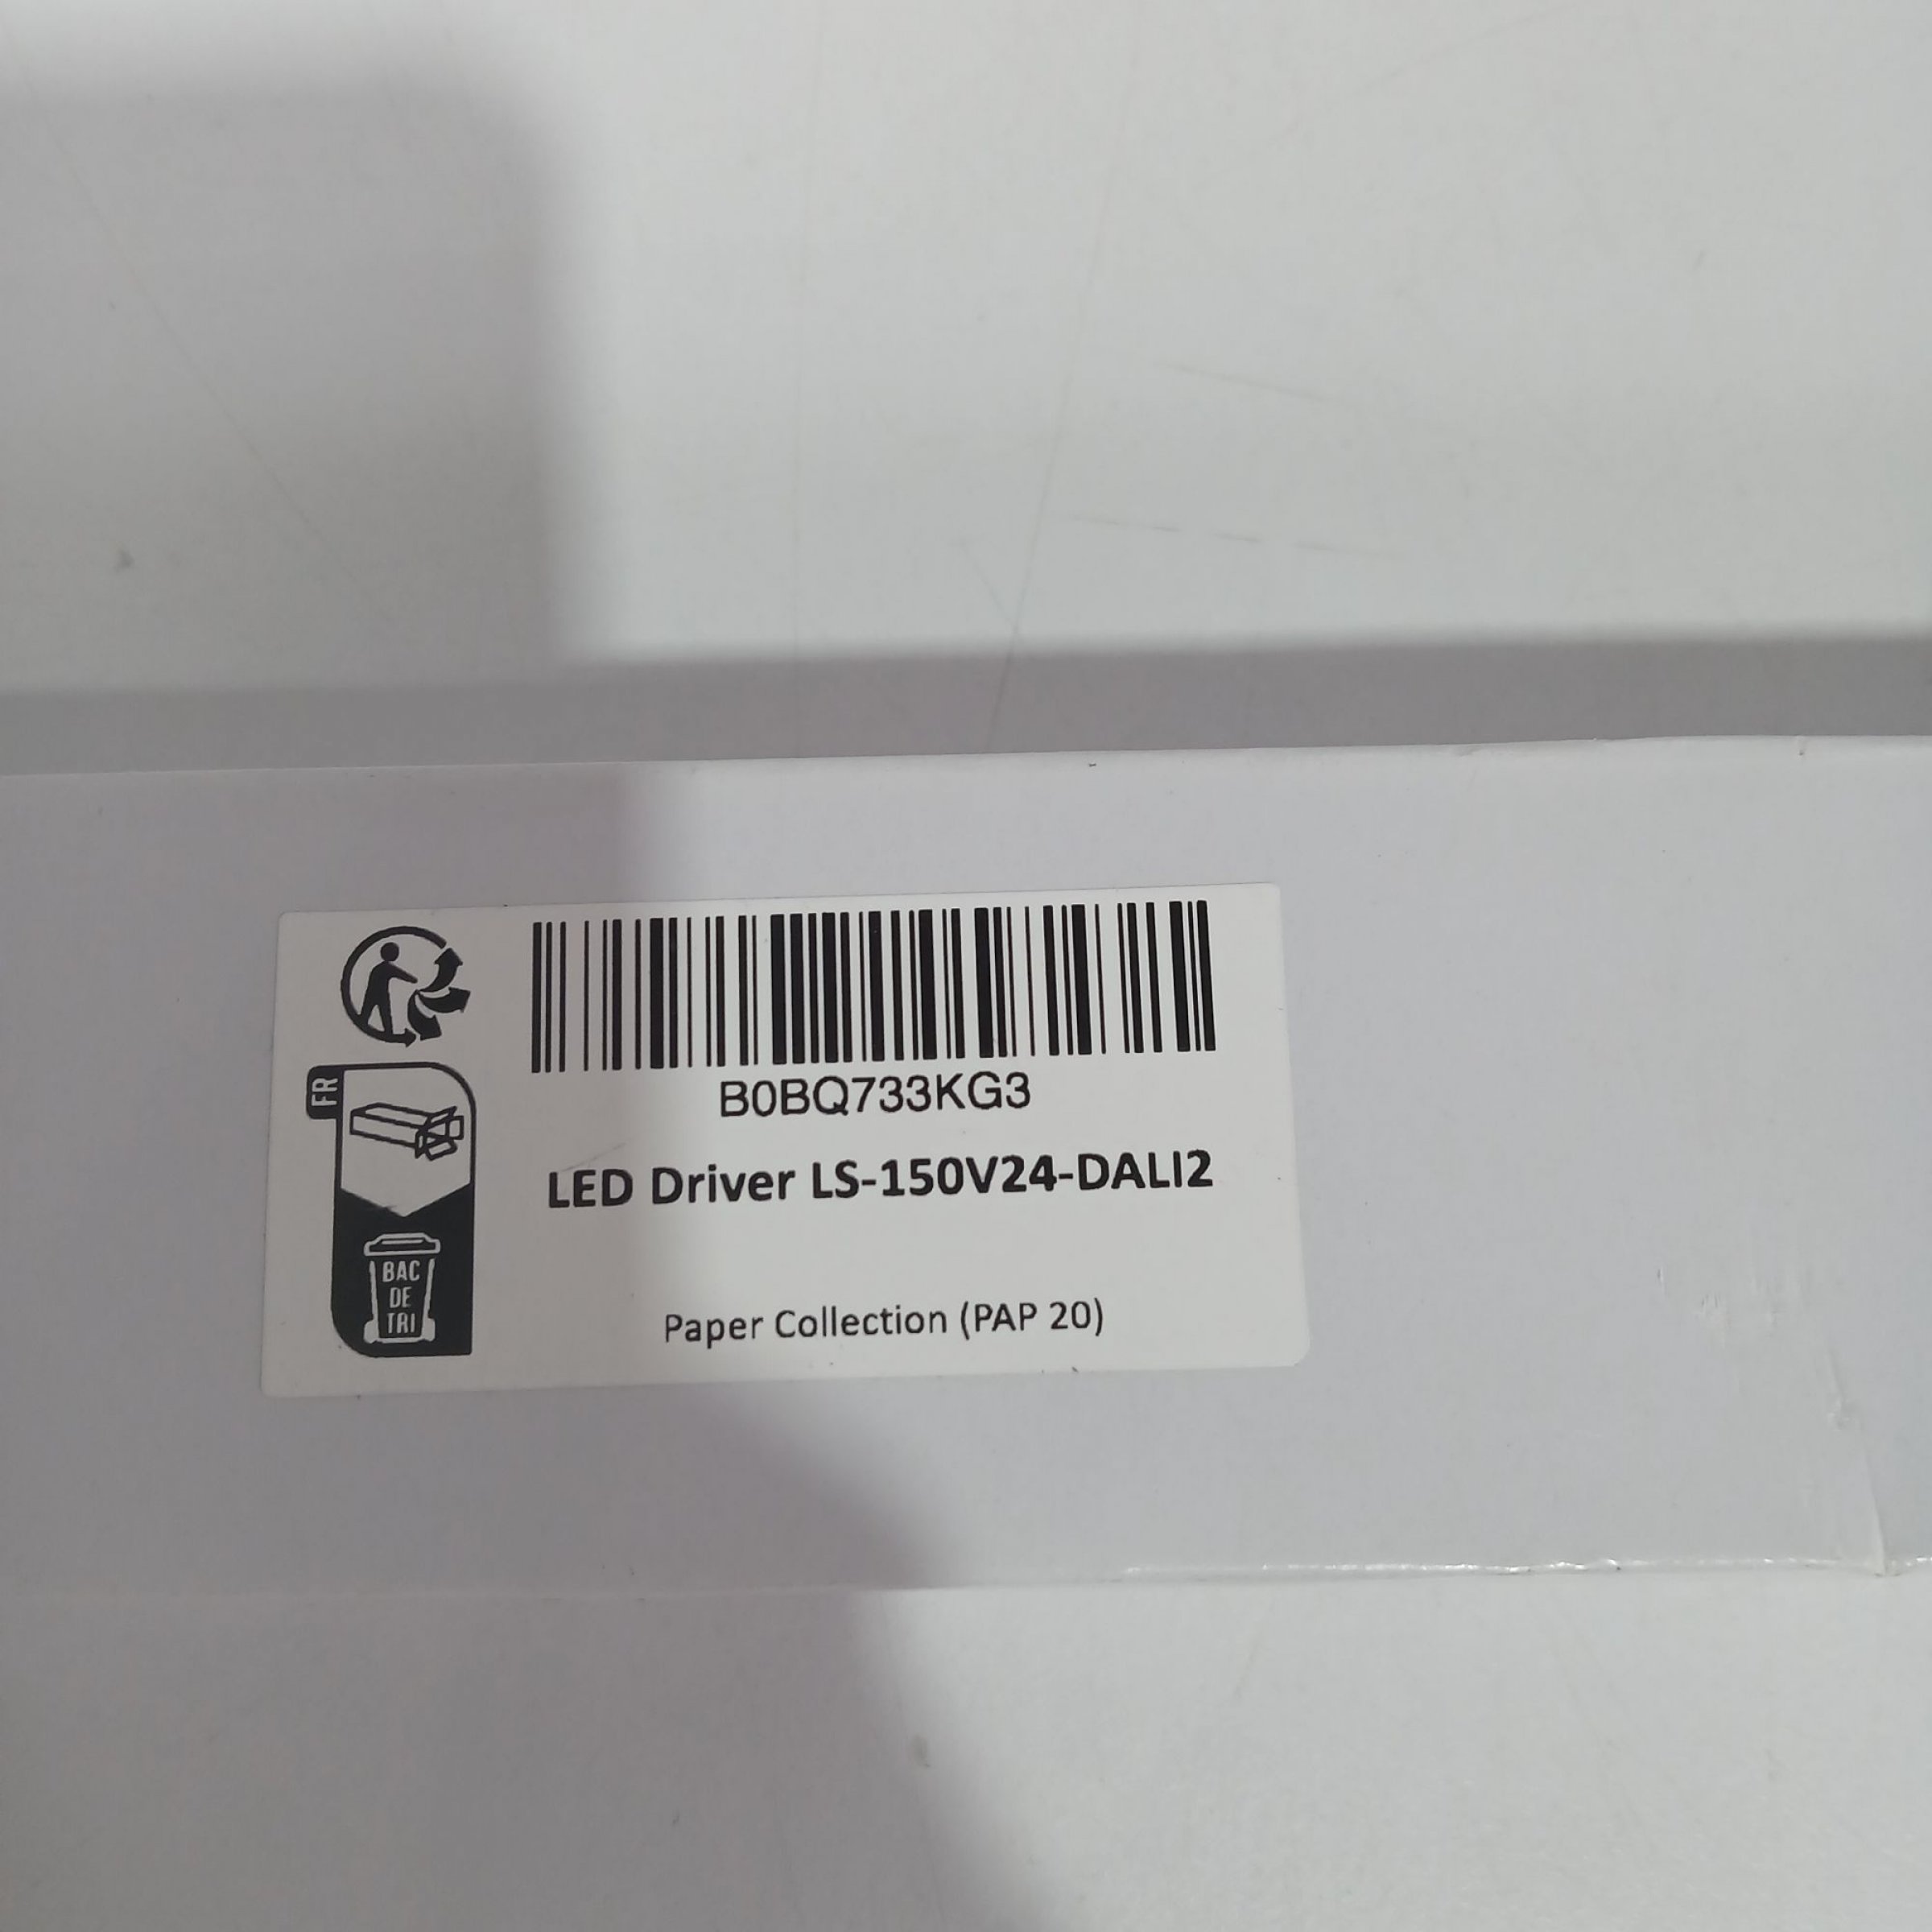 B0BQ733KG3
LED Driver LS-150V24-DALI2
Paper Collection (PAP 20)
FR
BAC
DE
TRI